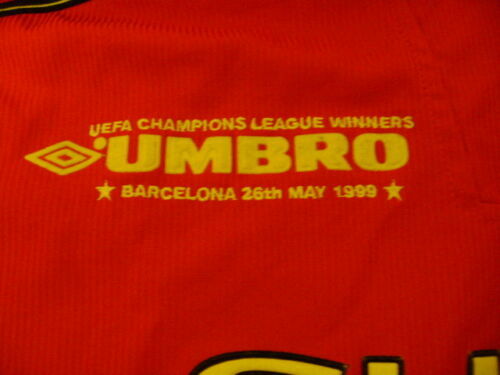 UEFA CHAMPIONS LEAGUE WINNERS
UMBRO
★ BARCELONA 26th MAY 1999 ★